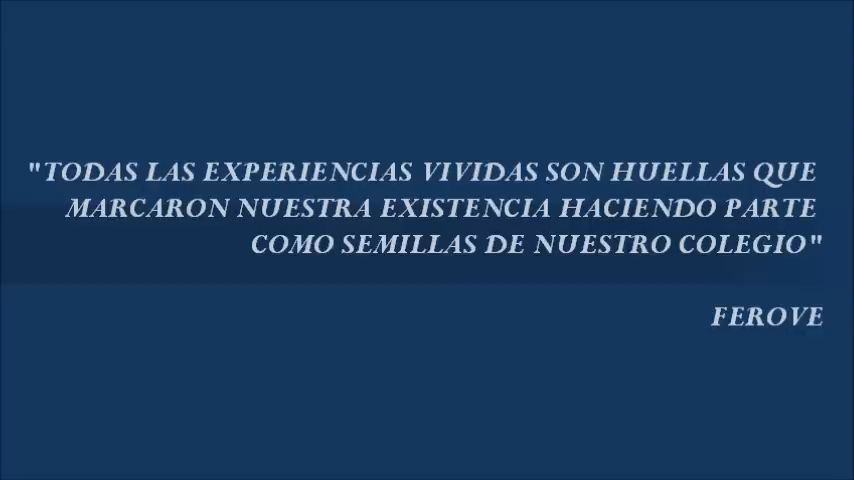 "TODAS LAS EXPERIENCIAS VIVIDAS SON HUELLAS QUE
MARCARON NUESTRA EXISTENCIA HACIENDO PARTE
COMO SEMILLAS DE NUESTRO COLEGIO"
FEROVE